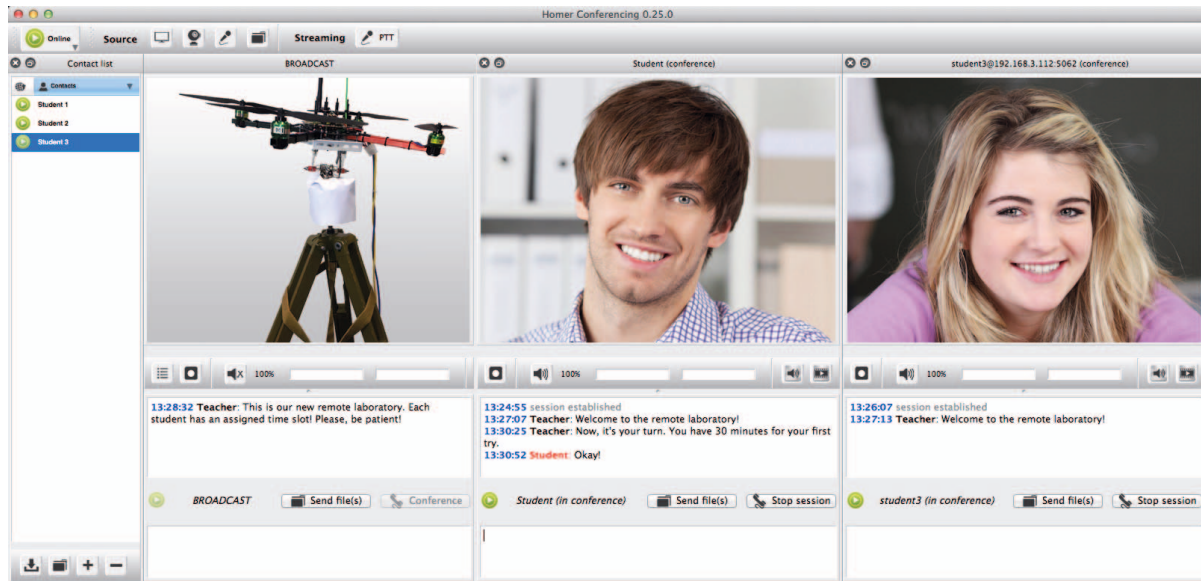 Homer Conferencing 0.25.0
Online
Source
Streaming
PTT
Contact list
BROADCAST
Student (conference)
student3@192.168.3.112:5062 (conference)
Contacts
Student 1
Student 2
Student 3
100%
100%
100%
13:28:32 Teacher: This is our new remote laboratory. Each
student has an assigned time slot! Please, be patient!
13:24:55 session established
13:27:07 Teacher: Welcome to the remote laboratory!
13:30:25 Teacher: Now, it's your turn. You have 30 minutes for your first
try.
13:30:52 Student: Okay!
13:26:07 session established
13:27:13 Teacher: Welcome to the remote laboratory!
BROADCAST
Send file(s)
Conference
Student (in conference)
Send file(s)
Stop session
student3 (in conference)
Send file(s)
Stop session